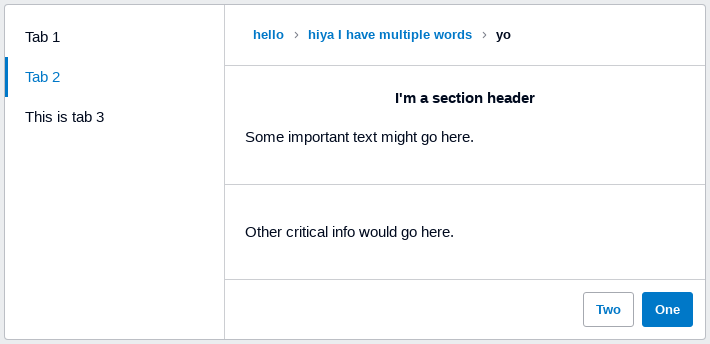 Tab 1
Tab 2
This is tab 3
hello › hiya I have multiple words › yo
I'm a section header
Some important text might go here.
Other critical info would go here.
Two One